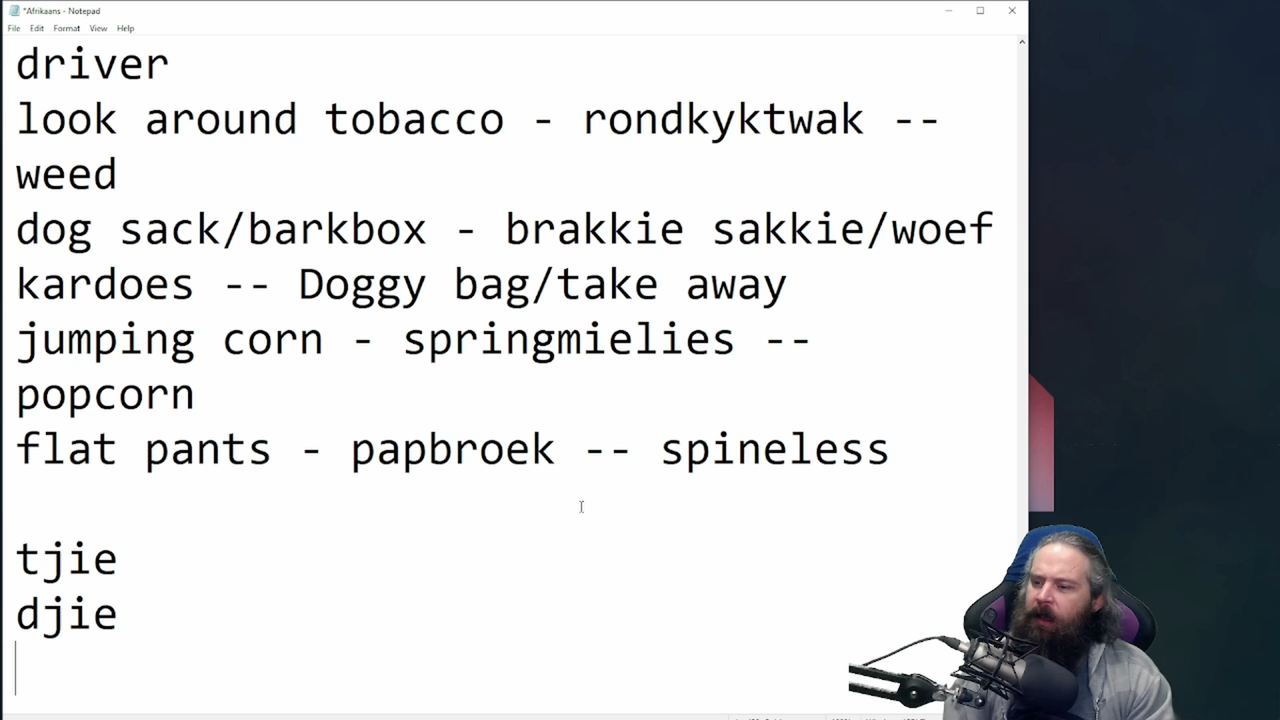 *Afrikaans - Notepad
File Edit Format View Help
driver
look around tobacco - rondkyktwak --
weed
dog sack/barkbox - brakkie sakkie/woef
kardoes -- Doggy bag/take away
jumping corn - springmielies --
popcorn
flat pants - papbroek -- spineless
tjie
djie